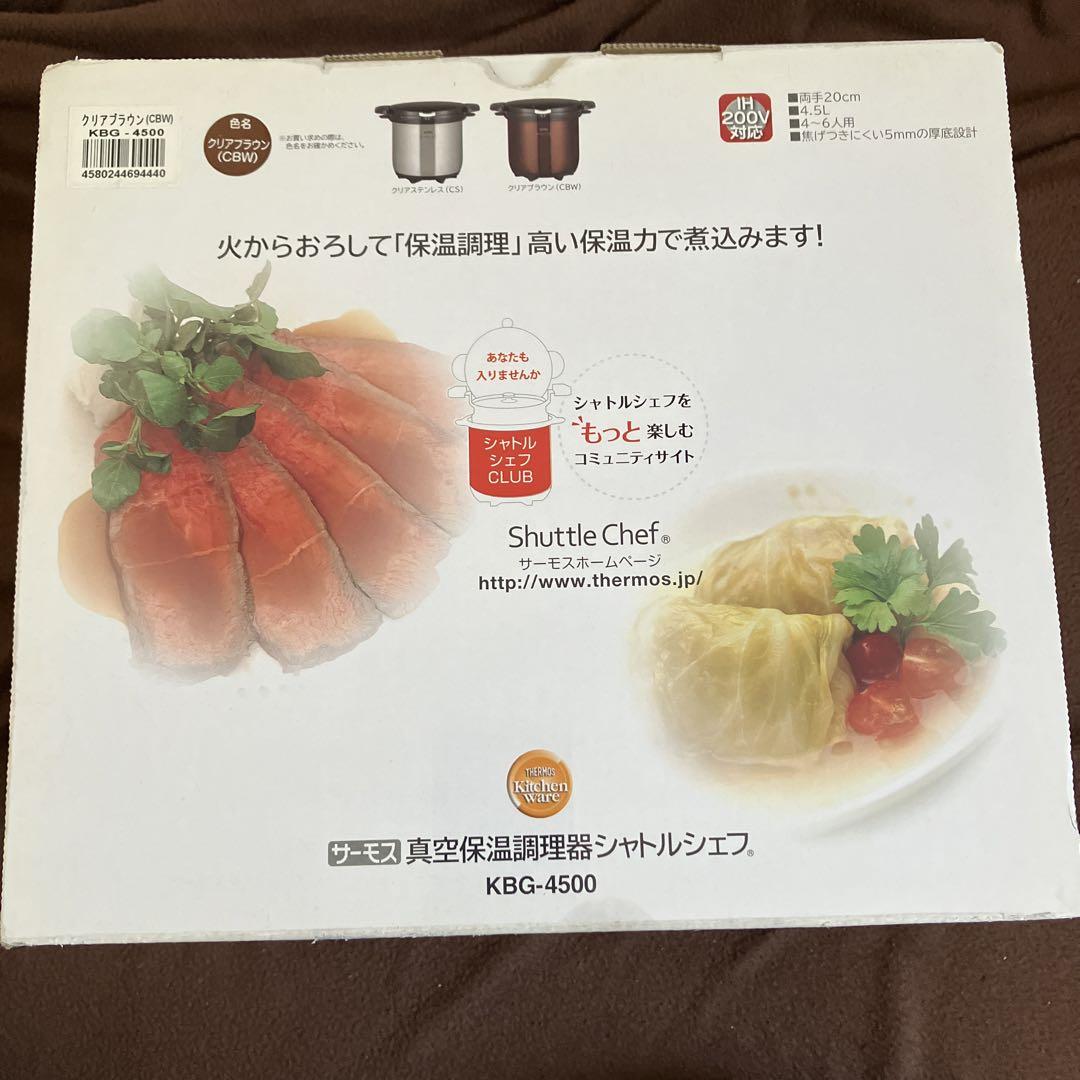 クリアブラウン(CBW)
KBG - 4500
4580244694440
色名
クリアブラウン
(CBW)
※お買い求めの際は、
色名をお確かめください。
クリアステンレス(CS)
クリアブラウン(CBW)
IH
200V
対応
■両手20cm
■4.5L
■4～6人用
■焦げつきにくい5mmの厚底設計
火からおろして「保温調理」高い保温力で煮込みます!
あなたも
入りませんか
シャトル
シェフ
CLUB
シャトルシェフを
もっと 楽しむ
コミュニティサイト
Shuttle Chef®
サーモスホームページ
http://www.thermos.jp/
THERMOS
Kitchen
ware
サーモス 真空保温調理器シャトルシェフ®
KBG-4500